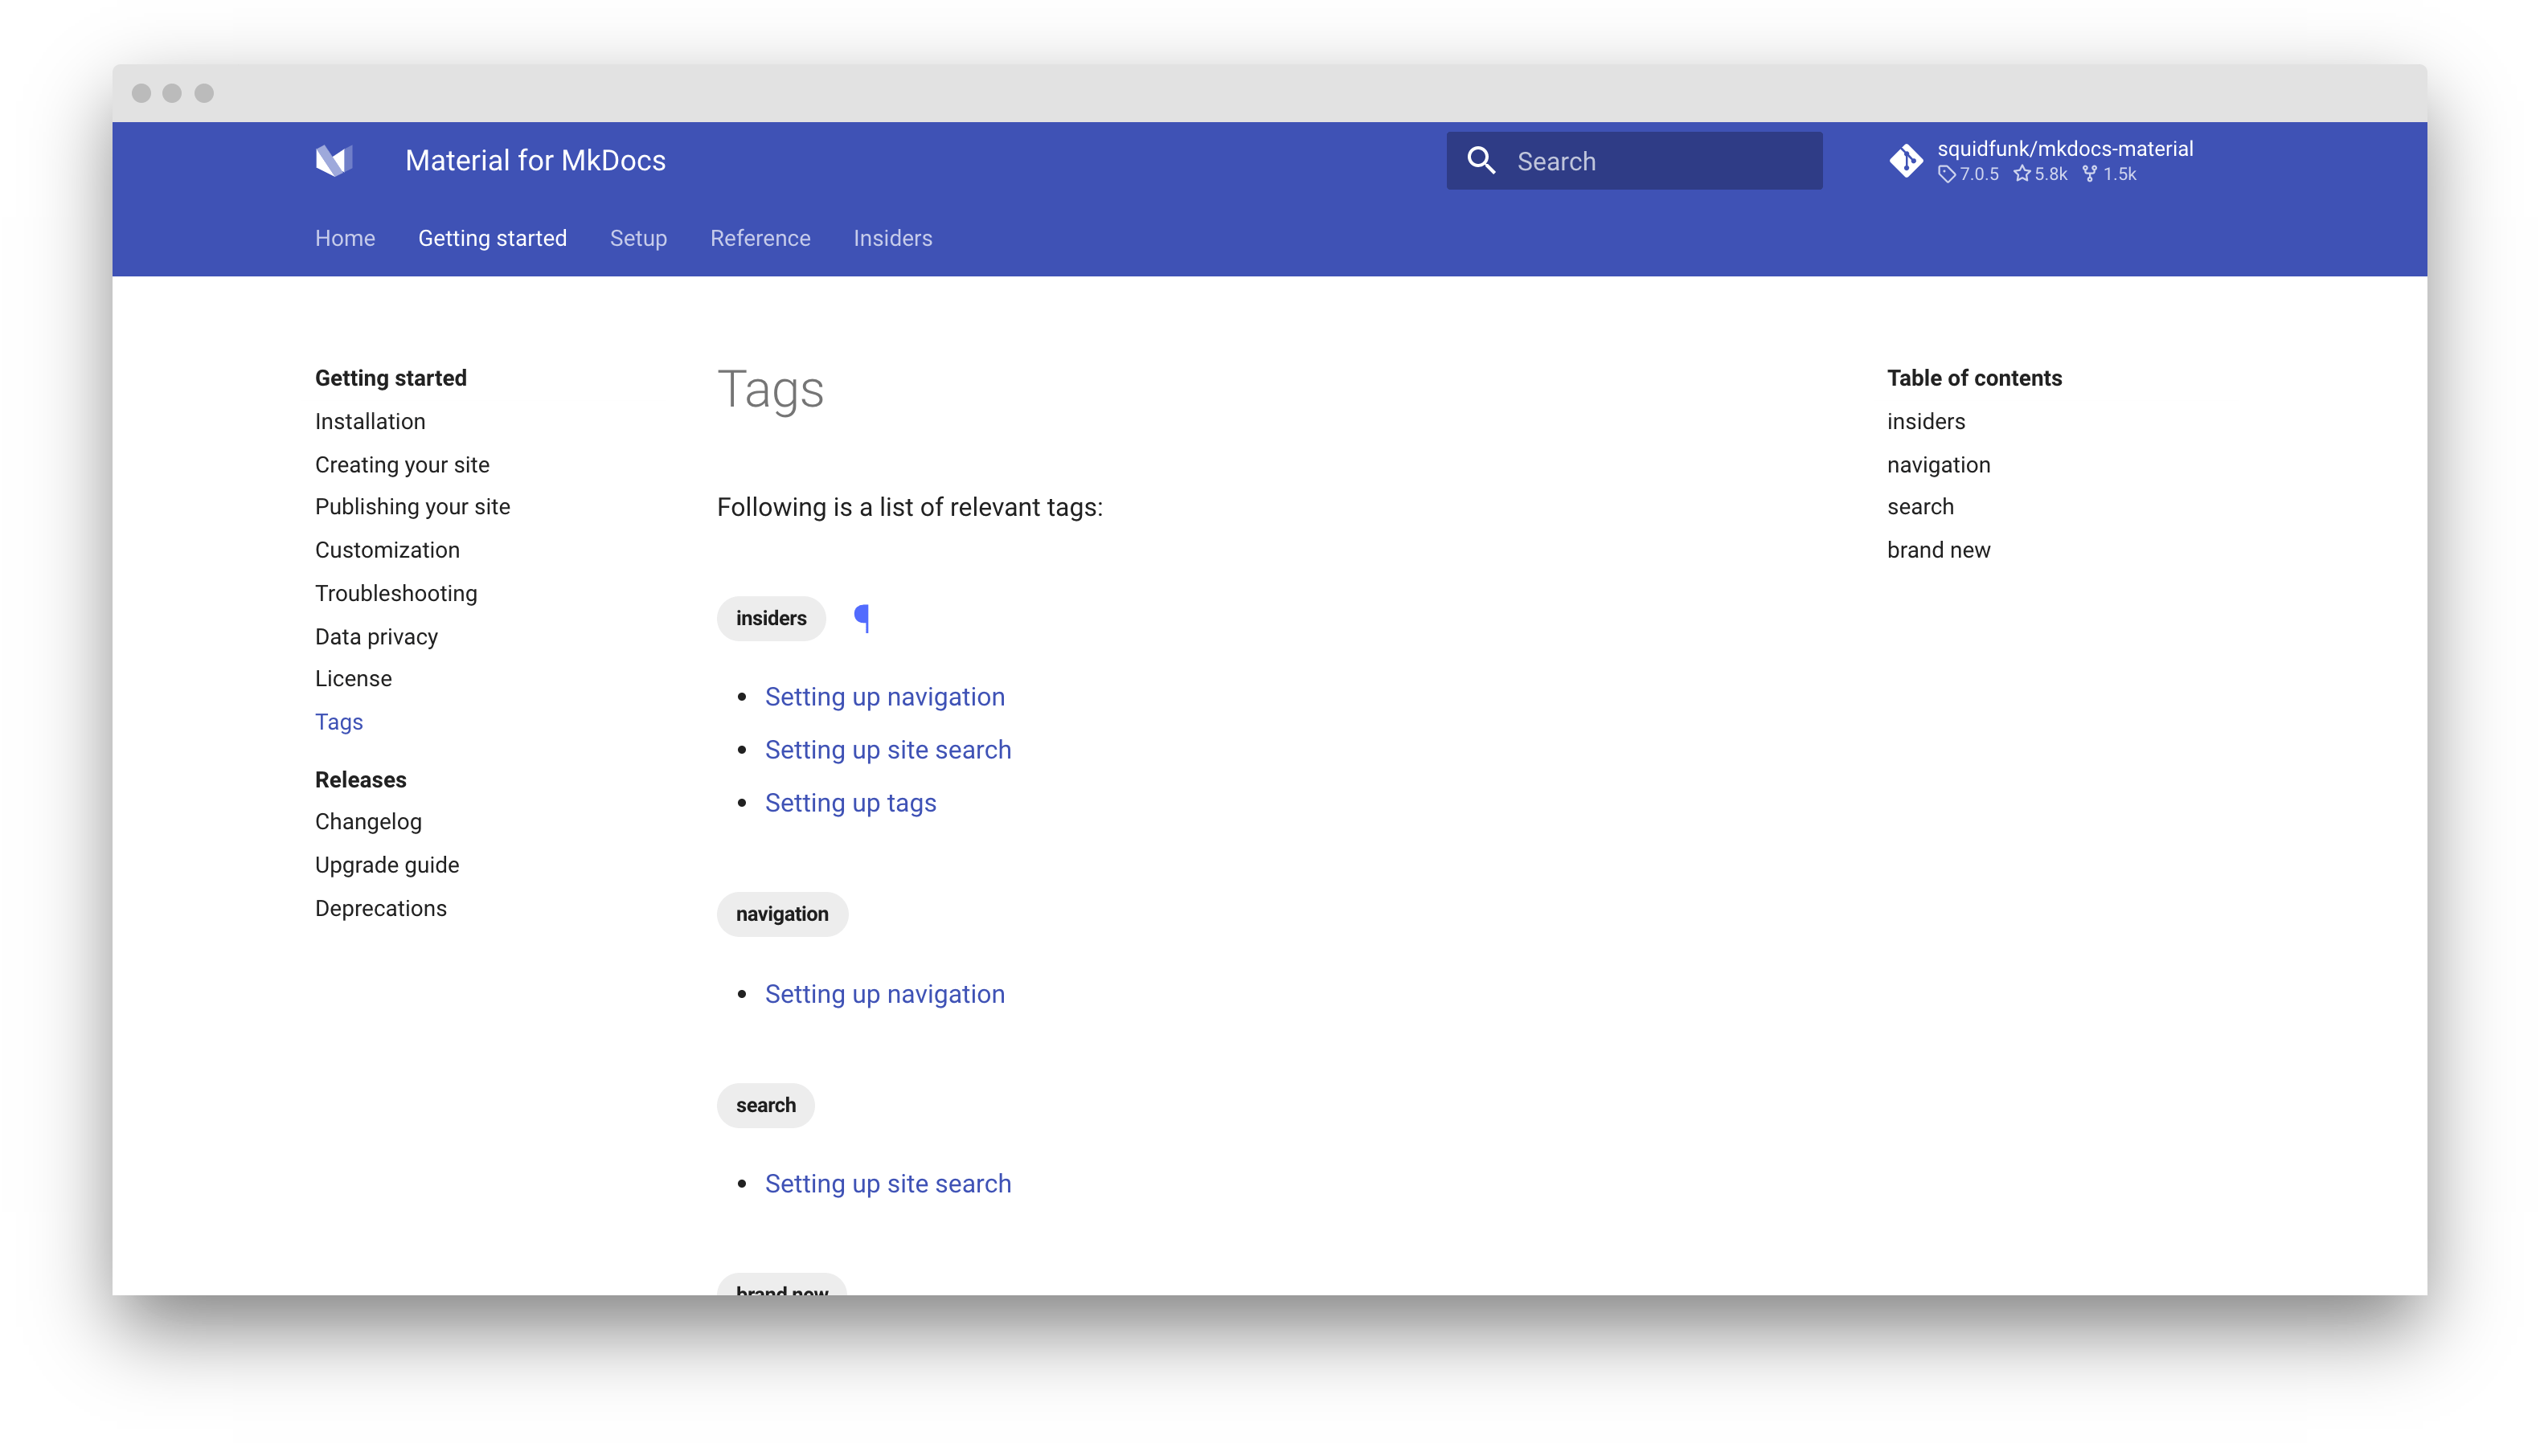 Material for MkDocs
Search
squidfunk/mkdocs-material
7.0.5 5.8k 1.5k
Home Getting started Setup Reference Insiders
Getting started
Installation
Creating your site
Publishing your site
Customization
Troubleshooting
Data privacy
License
Tags
Releases
Changelog
Upgrade guide
Deprecations
Tags
Following is a list of relevant tags:
insiders ¶
• Setting up navigation
• Setting up site search
• Setting up tags
navigation
• Setting up navigation
search
• Setting up site search
brand new
Table of contents
insiders
navigation
search
brand new